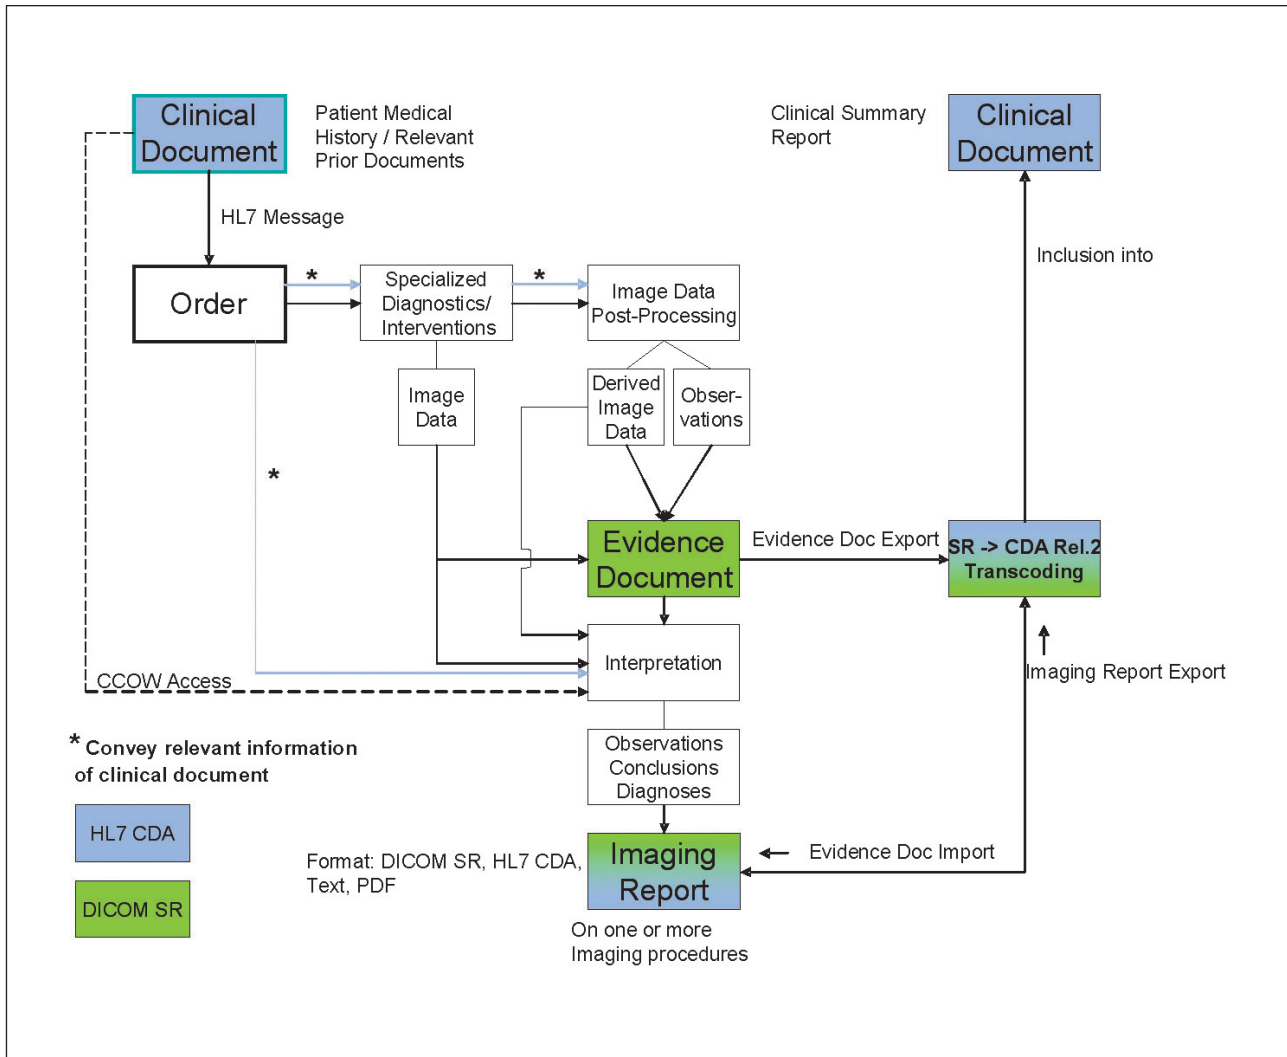 Clinical
Document
Patient Medical
History / Relevant
Prior Documents
Clinical Summary
Report
Clinical
Document
HL7 Message
Inclusion into
Order
*
Specialized
Diagnostics/
Interventions
*
Image Data
Post-Processing
Image
Data
Derived
Image
Data
Obser-
vations
*
Evidence
Document
Evidence Doc Export
SR -> CDA Rel.2
Transcoding
Interpretation
CCOW Access
Imaging Report Export
* Convey relevant information
of clinical document
Observations
Conclusions
Diagnoses
HL7 CDA
DICOM SR
Format: DICOM SR, HL7 CDA,
Text, PDF
Imaging
Report
Evidence Doc Import
On one or more
Imaging procedures